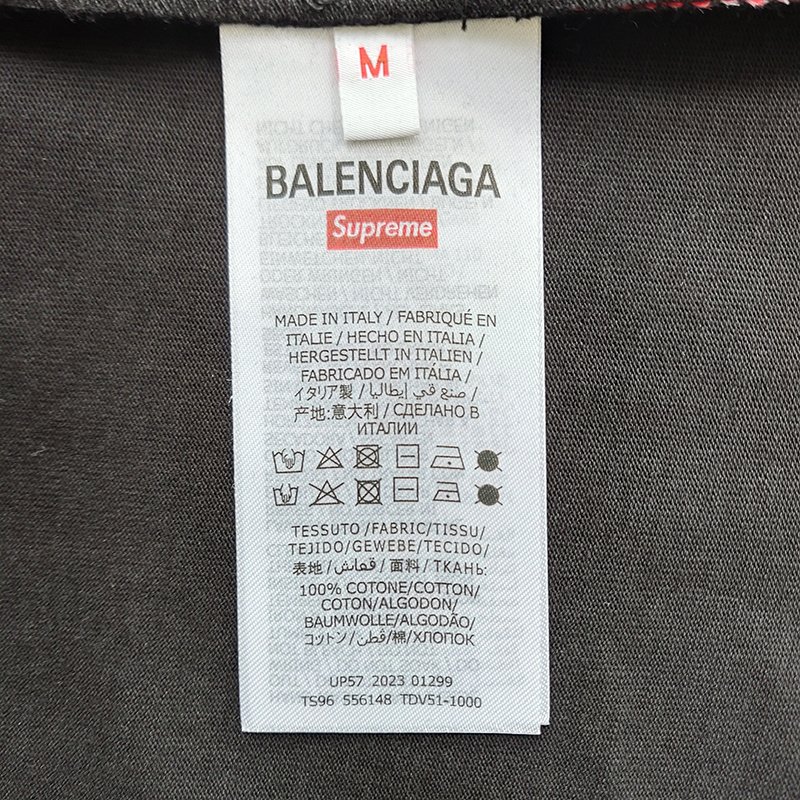 M
BALENCIAGA
Supreme
MADE IN ITALY / FABRIQUÉ EN
ITALIE / HECHO EN ITALIA /
HERGESTELLT IN ITALIEN /
FABRICADO EM ITÁLIA /
イタリア製 / صنع في إيطاليا /
产地:意大利 / СДЕЛАНО В
ИТАЛИИ
TESSUTO/FABRIC/TISSU/
TEJIDO/GEWEBE/TECIDO/
表地/قماش/面料/ТКАНЬ:
100% COTONE/COTTON/
COTON/ALGODON/
BAUMWOLLE/ALGODÃO/
コットン/قطن/棉/ХЛОПОК
UP57 2023 01299
TS96 556148 TDV51-1000